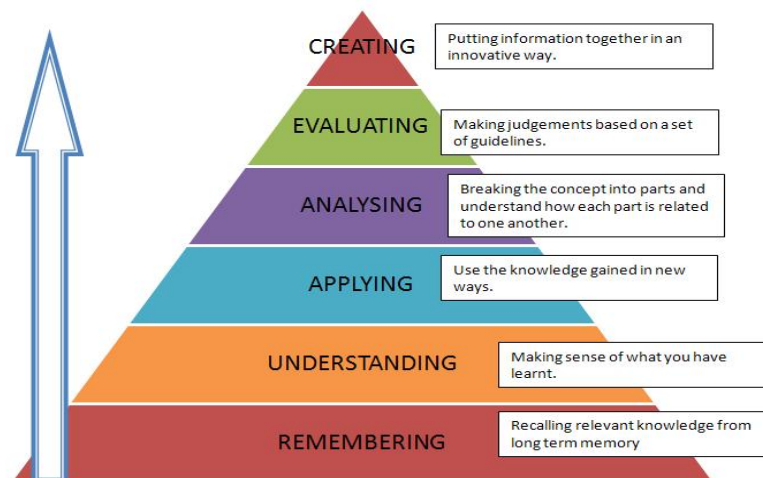 CREATING
Putting information together in an
innovative way.
EVALUATING
Making judgements based on a set
of guidelines.
ANALYSING
Breaking the concept into parts and
understand how each part is related
to one another.
APPLYING
Use the knowledge gained in new
ways.
UNDERSTANDING
Making sense of what you have
learnt.
REMEMBERING
Recalling relevant knowledge from
long term memory